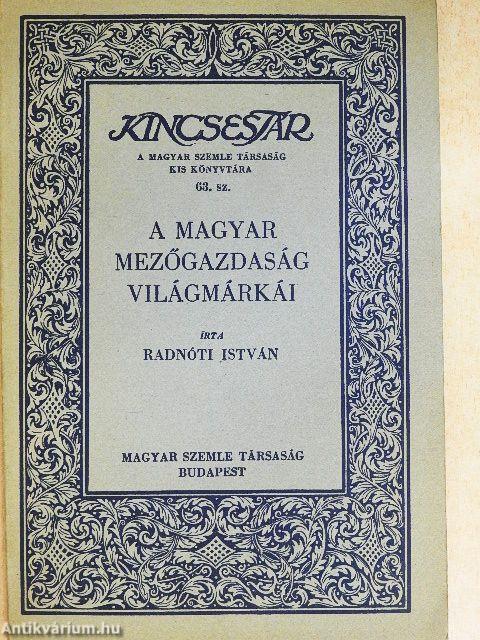 KINCSESTÁR
A MAGYAR SZEMLE TÁRSASÁG
KIS KÖNYVTÁRA
63. sz.
A MAGYAR
MEZŐGAZDASÁG
VILÁGMÁRKÁI
ÍRTA
RADNÓTI ISTVÁN
MAGYAR SZEMLE TÁRSASÁG
BUDAPEST
Antikvárium.hu